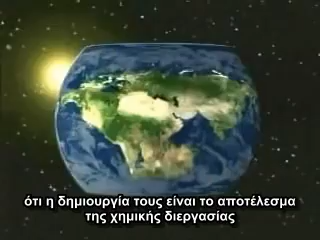 ότι η δημιουργία τους είναι το αποτέλεσμα
της χημικής διεργασίας